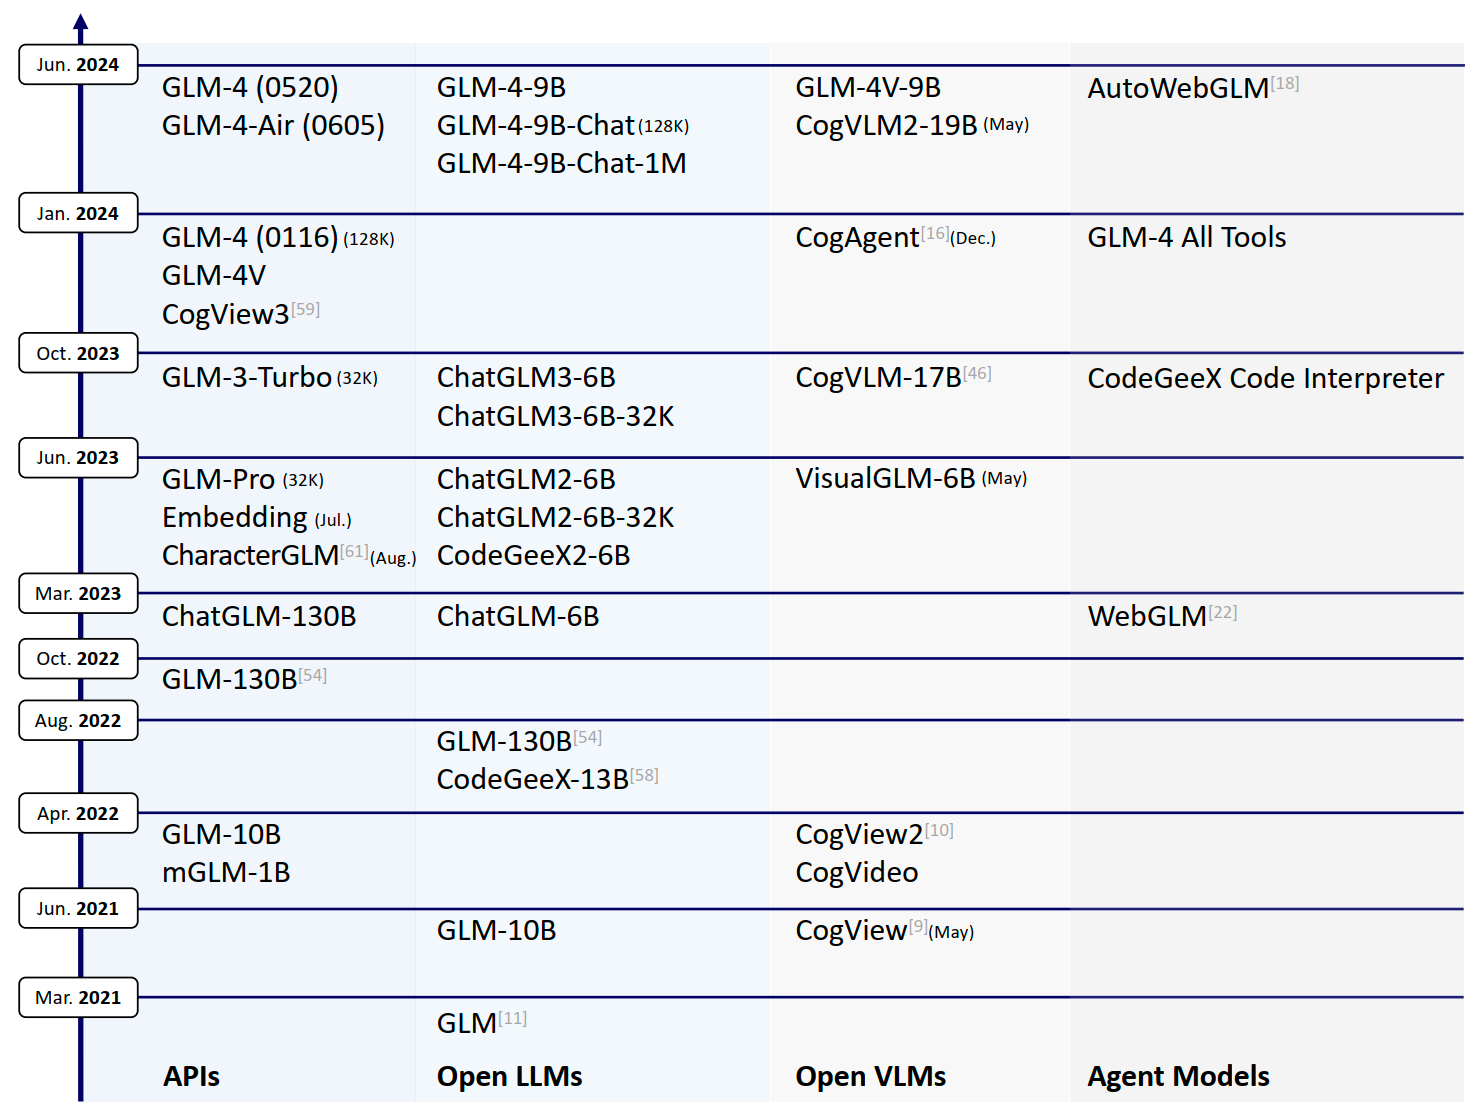 Jun. 2024
GLM-4 (0520) GLM-4-9B GLM-4V-9B AutoWebGLM[18]
GLM-4-Air (0605) GLM-4-9B-Chat (128K) CogVLM2-19B (May)
GLM-4-9B-Chat-1M
Jan. 2024
GLM-4 (0116) (128K) CogAgent[16](Dec.) GLM-4 All Tools
GLM-4V
CogView3[59]
Oct. 2023
GLM-3-Turbo (32K) ChatGLM3-6B CogVLM-17B[46] CodeGeeX Code Interpreter
ChatGLM3-6B-32K
Jun. 2023
GLM-Pro (32K) ChatGLM2-6B VisualGLM-6B (May)
Embedding (Jul.) ChatGLM2-6B-32K
CharacterGLM[61](Aug.) CodeGeeX2-6B
Mar. 2023
ChatGLM-130B ChatGLM-6B WebGLM[22]
Oct. 2022
GLM-130B[54]
Aug. 2022
GLM-130B[54]
CodeGeeX-13B[58]
Apr. 2022
GLM-10B CogView2[10]
mGLM-1B CogVideo
Jun. 2021
GLM-10B CogView[9](May)
Mar. 2021
GLM[11]
APIs Open LLMs Open VLMs Agent Models